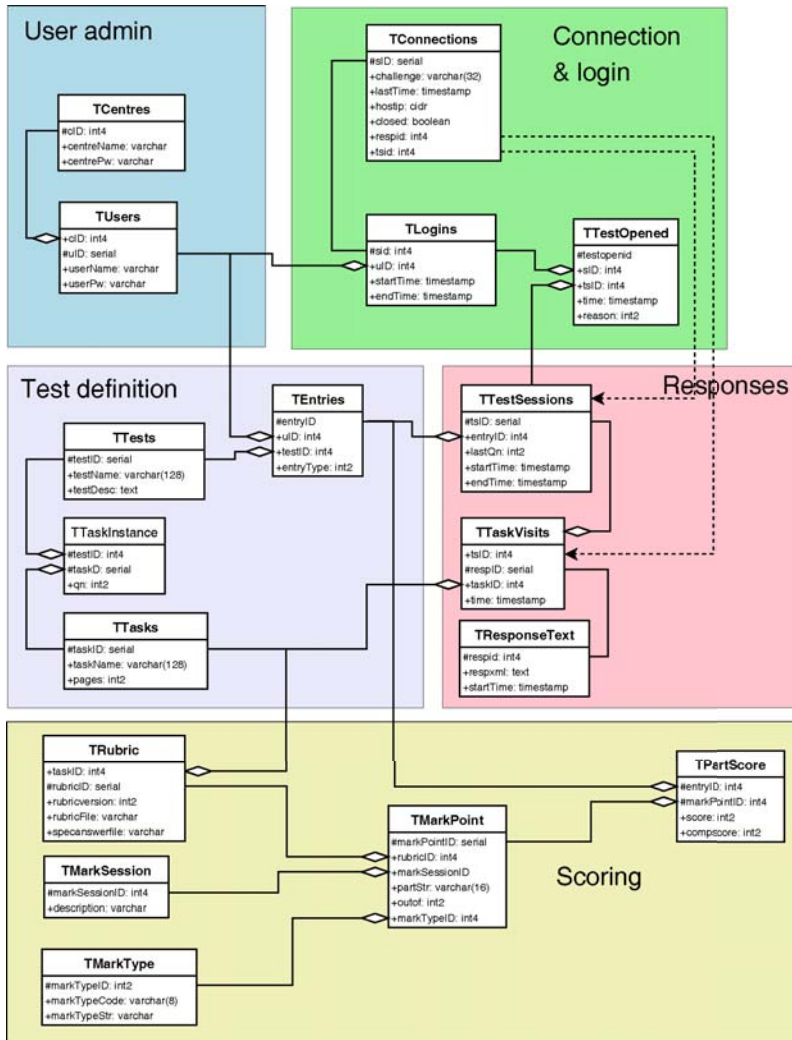 User admin
TCentres
#cID: int4
+centreName: varchar
+centrePw: varchar
TUsers
+cID: int4
#uID: serial
+userName: varchar
+userPw: varchar
Connection
& login
TConnections
#sID: serial
+challenge: varchar(32)
+lastTime: timestamp
+hostip: cidr
+closed: boolean
+respid: int4
+tsid: int4
TLogins
#sid: int4
+uID: int4
+startTime: timestamp
+endTime: timestamp
TTestOpened
#testopenid
+sID: int4
+tsID: int4
+time: timestamp
+reason: int2
Test definition
TEntries
#entryID
+uID: int4
+testID: int4
+entryType: int2
TTests
#testID: serial
+testName: varchar(128)
+testDesc: text
TTaskInstance
#testID: int4
#taskD: serial
+qn: int2
TTasks
#taskID: serial
+taskName: varchar(128)
+pages: int2
Responses
TTestSessions
#tsID: serial
+entryID: int4
+lastQn: int2
+startTime: timestamp
+endTime: timestamp
TTaskVisits
+tsID: int4
#respID: serial
+taskID: int4
+time: timestamp
TResponseText
#respid: int4
+respxml: text
+startTime: timestamp
TRubric
+taskID: int4
#rubricID: serial
+rubricversion: int2
+rubricFile: varchar
+specanswerfile: varchar
TMarkSession
#markSessionID: int4
+description: varchar
TMarkType
#markTypeID: int2
+markTypeCode: varchar(8)
+markTypeStr: varchar
TMarkPoint
#markPointID: serial
+rubricID: int4
+markSessionID
+partStr: varchar(16)
+outof: int2
+markTypeID: int4
TPartScore
#entryID: int4
#markPointID: int4
+score: int2
+compscore: int2
Scoring